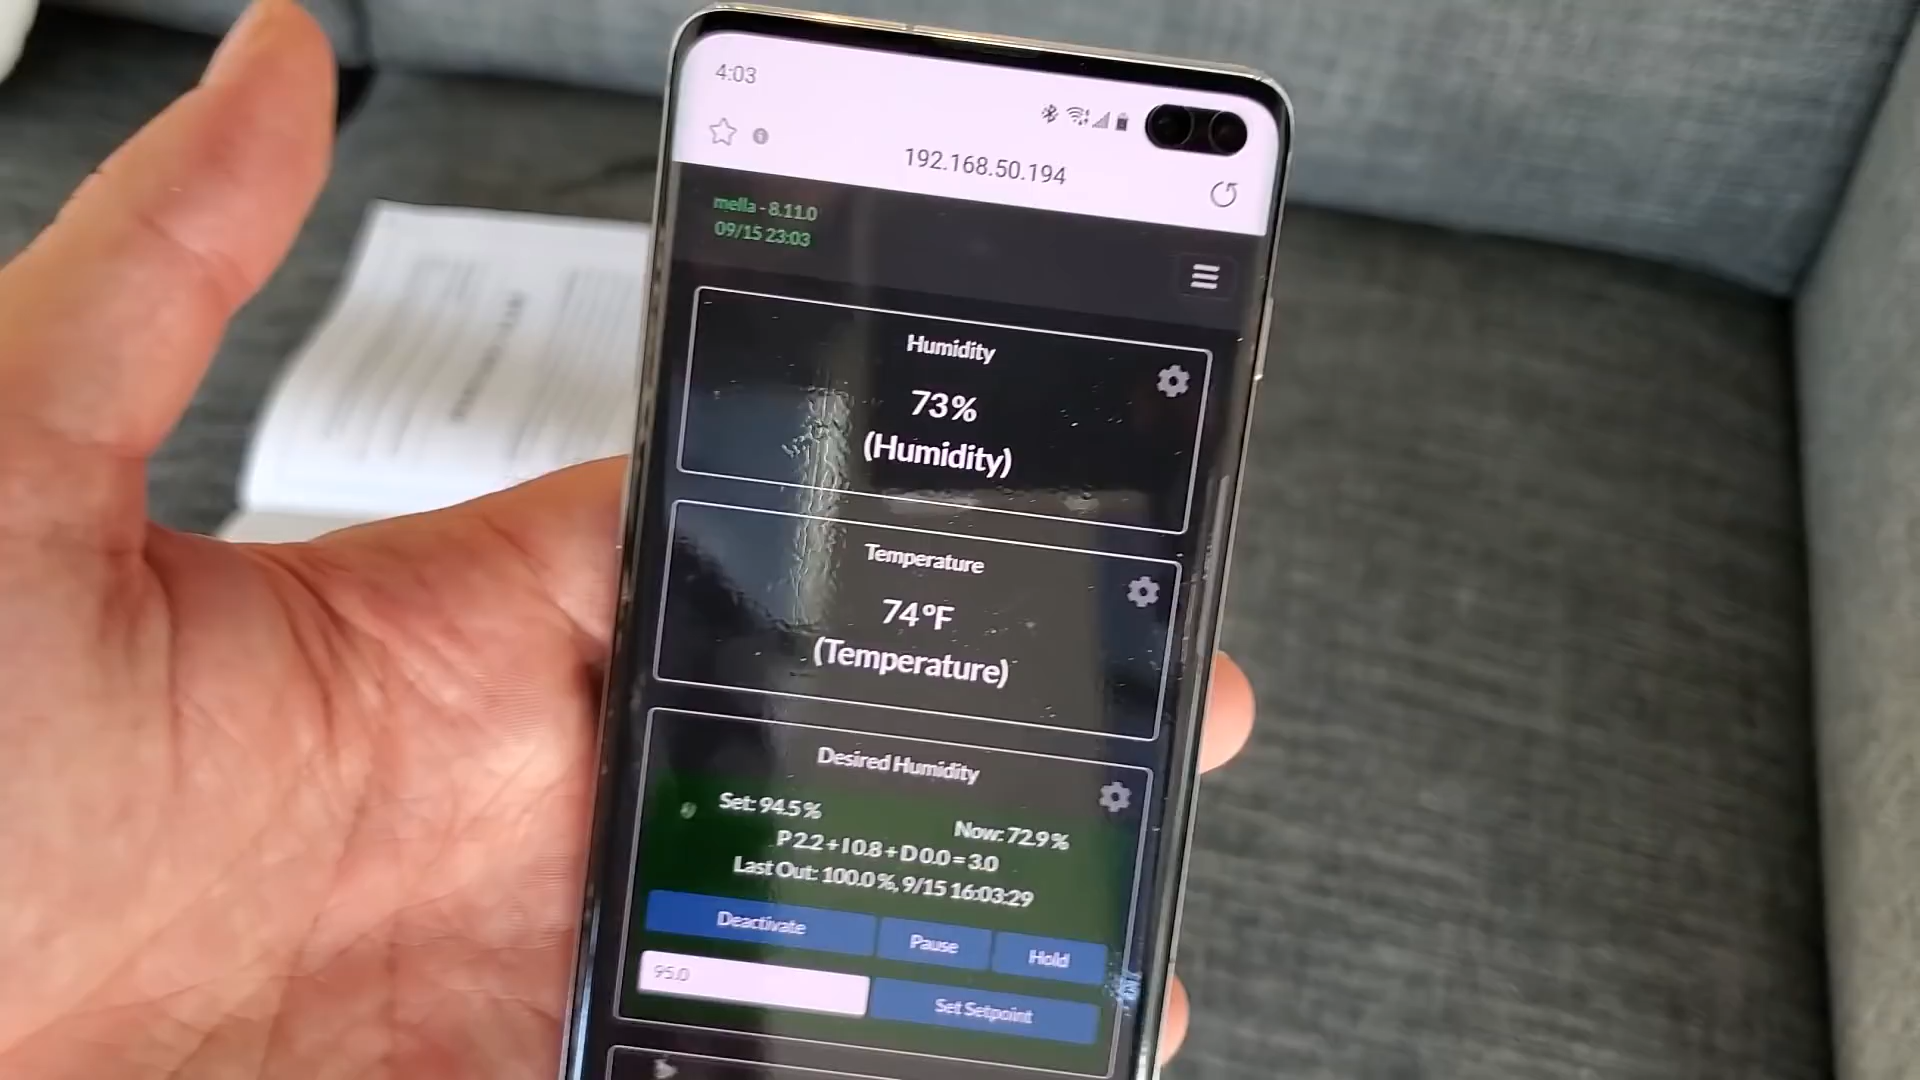 4:03
192.168.50.194
mella - 8.11.0
09/15 23:03
Humidity
73%
(Humidity)
Temperature
74°F
(Temperature)
Desired Humidity
Set: 94.5 %
Now: 72.9 %
P 2.2 + I 0.8 + D 0.0 = 3.0
Last Out: 100.0 %, 9/15 16:03:29
Deactivate
Pause
Hold
95.0
Set Setpoint